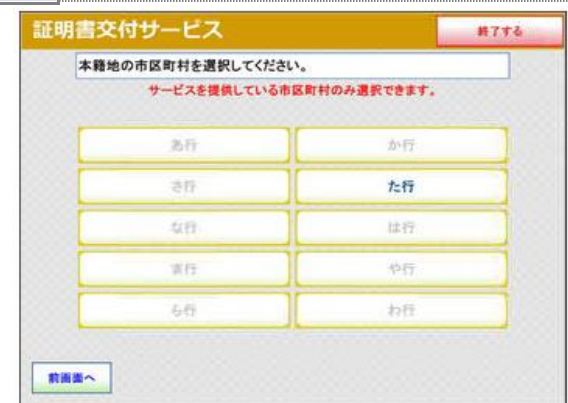 証明書交付サービス
終了する
本籍地の市区町村を選択してください。
サービスを提供している市区町村のみ選択できます。
あ行
か行
さ行
た行
な行
は行
ま行
や行
ら行
わ行
前画面へ